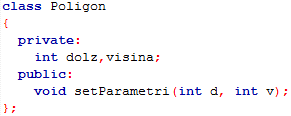 class Poligon
{
private:
int dolz,visina;
public:
void setParametri(int d, int v);
};